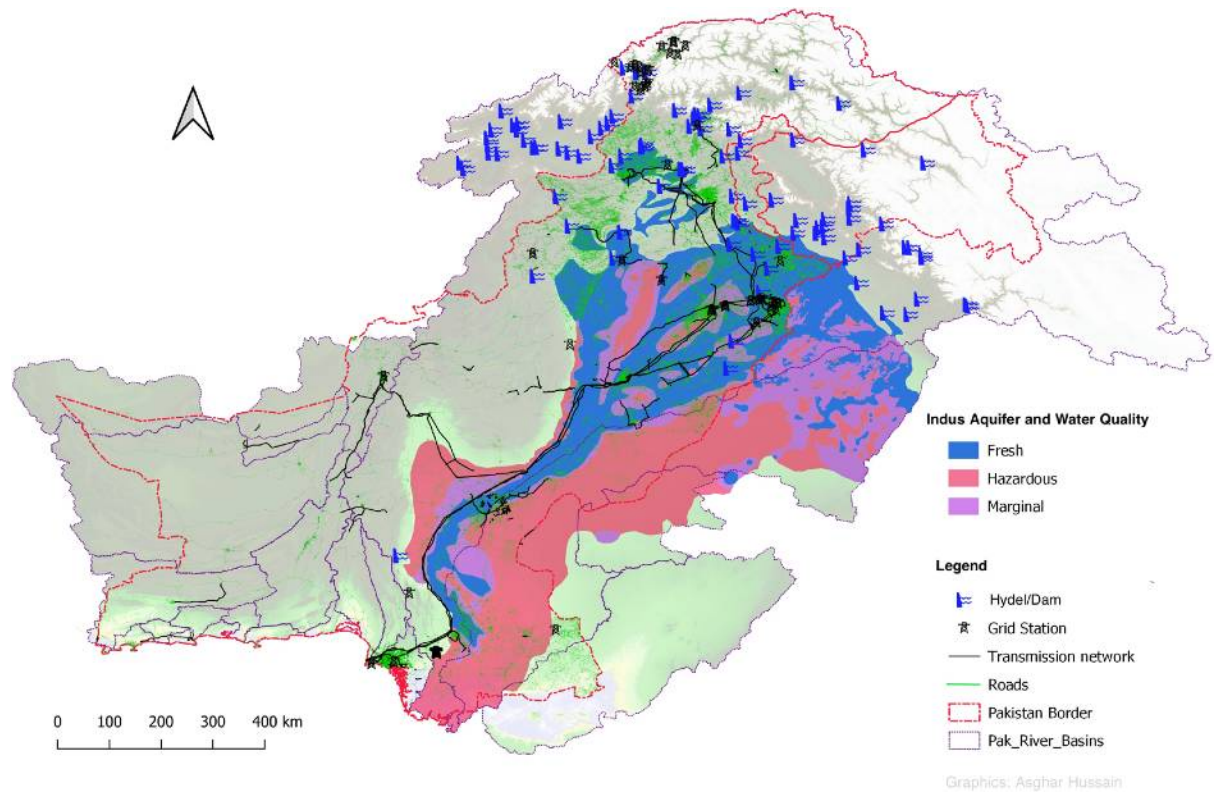 Indus Aquifer and Water Quality
Fresh
Hazardous
Marginal
Legend
Hydel/Dam
Grid Station
Transmission network
Roads
Pakistan Border
Pak_River_Basins
0 100 200 300 400 km
Graphics: Asghar Hussain